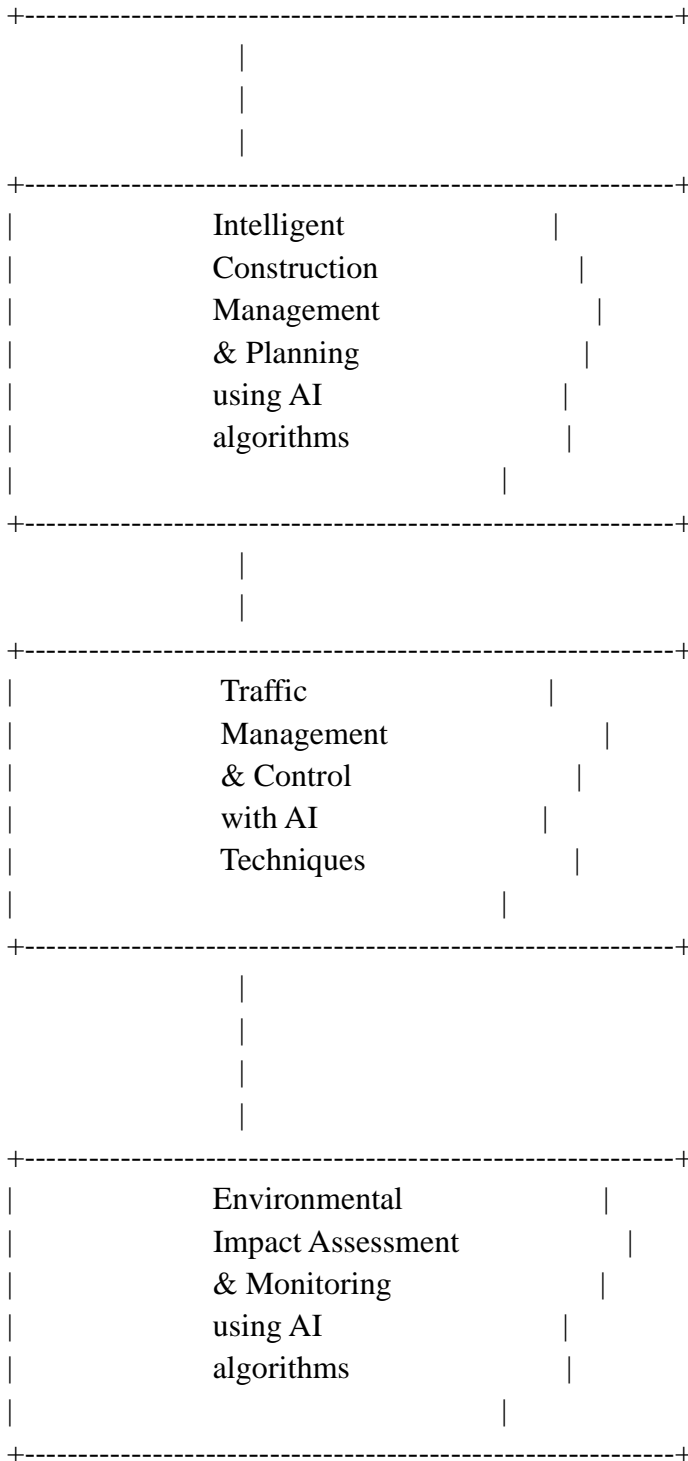 +-------------------------------------------------------------+
|
|
|
+-------------------------------------------------------------+
| Intelligent |
| Construction |
| Management |
| & Planning |
| using AI |
| algorithms |
| |
+-------------------------------------------------------------+
|
|
+-------------------------------------------------------------+
| Traffic |
| Management |
| & Control |
| with AI |
| Techniques |
| |
+-------------------------------------------------------------+
|
|
|
|
+-------------------------------------------------------------+
| Environmental |
| Impact Assessment |
| & Monitoring |
| using AI |
| algorithms |
| |
+-------------------------------------------------------------+